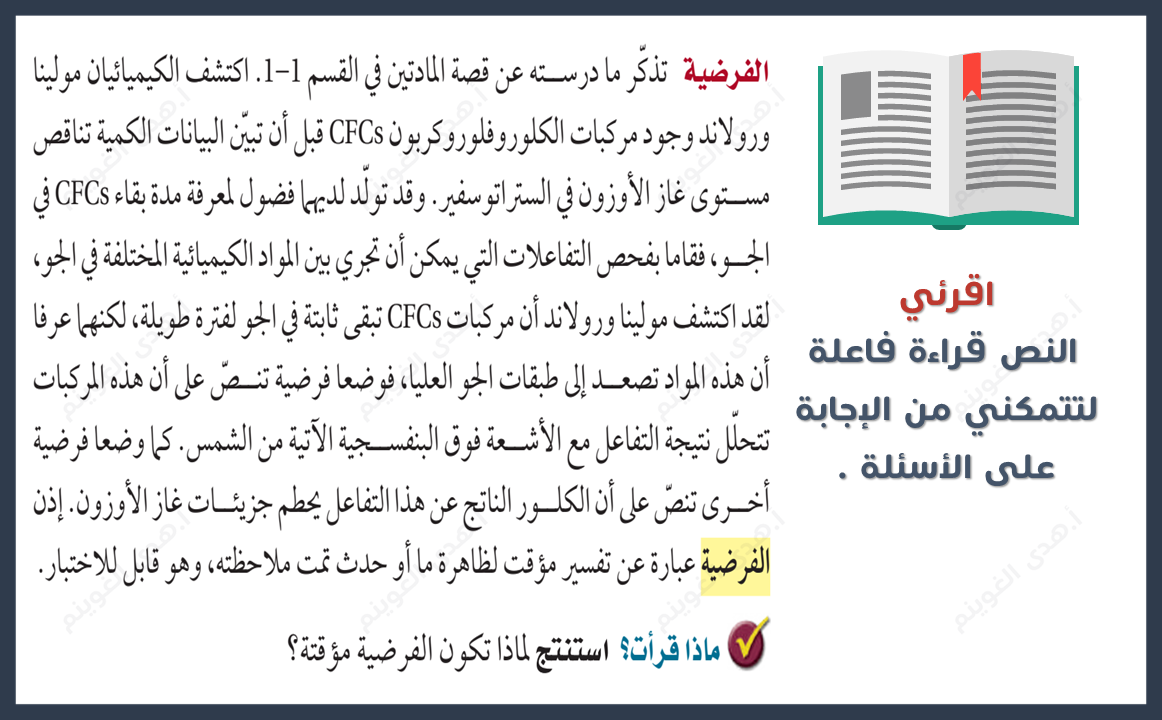 الفرضية تذكّر ما درسته عن قصة المادتين في القسم 1-1. اكتشف الكيميائيان مولينا
ورولاند وجود مركبات الكلوروفلوروكربون CFCs قبل أن تبيّن البيانات الكمية تناقص
مستوى غاز الأوزون في الستراتوسفير. وقد تولّد لديهما فضول لمعرفة مدة بقاء CFCs في
الجو، فقاما بفحص التفاعلات التي يمكن أن تجري بين المواد الكيميائية المختلفة في الجو،
لقد اكتشف مولينا ورولاند أن مركبات CFCs تبقى ثابتة في الجو لفترة طويلة، لكنهما عرفا
أن هذه المواد تصعد إلى طبقات الجو العليا، فوضعا فرضية تنصّ على أن هذه المركبات
تتحلّل نتيجة التفاعل مع الأشعة فوق البنفسجية الآتية من الشمس. كما وضعا فرضية
أخرى تنصّ على أن الكلور الناتج عن هذا التفاعل يحطم جزيئات غاز الأوزون. إذن
الفرضية عبارة عن تفسير مؤقت لظاهرة ما أو حدث تمت ملاحظته، وهو قابل للاختبار.
ماذا قرأت؟ استنتج لماذا تكون الفرضية مؤقتة؟
اقرئي
النص قراءة فاعلة
لتتمكني من الإجابة
على الأسئلة .
أ.هدى الغوينم